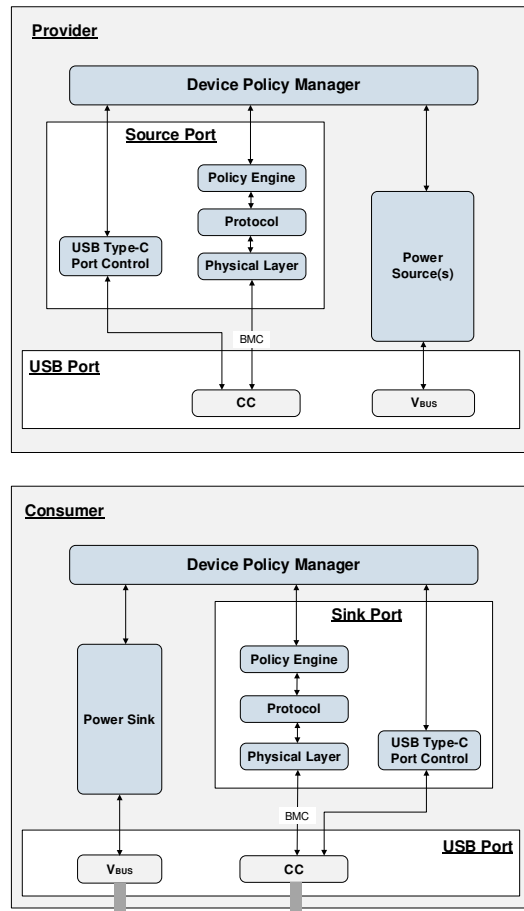 Provider
Device Policy Manager
Source Port
Policy Engine
Protocol
USB Type-C
Port Control
Physical Layer
Power
Source(s)
BMC
USB Port
CC
VBUS
Consumer
Device Policy Manager
Sink Port
Policy Engine
Power Sink
Protocol
Physical Layer
USB Type-C
Port Control
BMC
USB Port
VBUS
CC